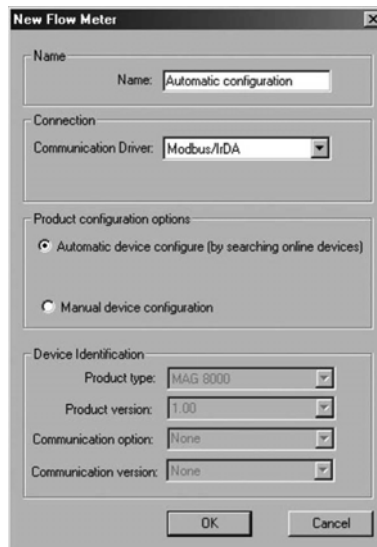 New Flow Meter
Name
Name: Automatic configuration
Connection
Communication Driver: Modbus/IrDA
Product configuration options
Automatic device configure (by searching online devices)
Manual device configuration
Device Identification
Product type: MAG 8000
Product version: 1.00
Communication option: None
Communication version: None
OK Cancel